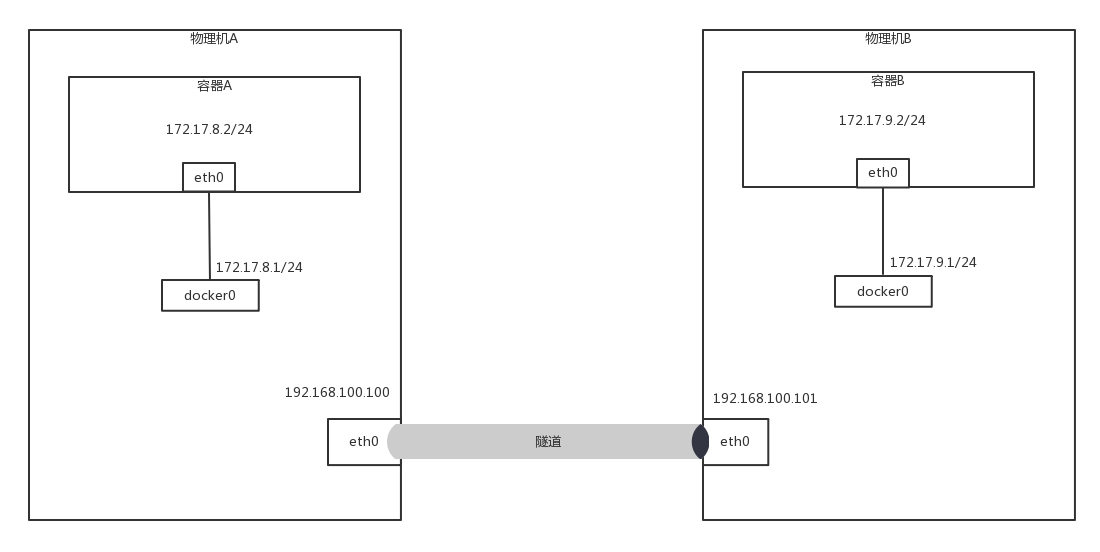 物理机A
容器A
172.17.8.2/24
eth0
172.17.8.1/24
docker0
192.168.100.100
eth0
隧道
物理机B
容器B
172.17.9.2/24
eth0
172.17.9.1/24
docker0
192.168.100.101
eth0